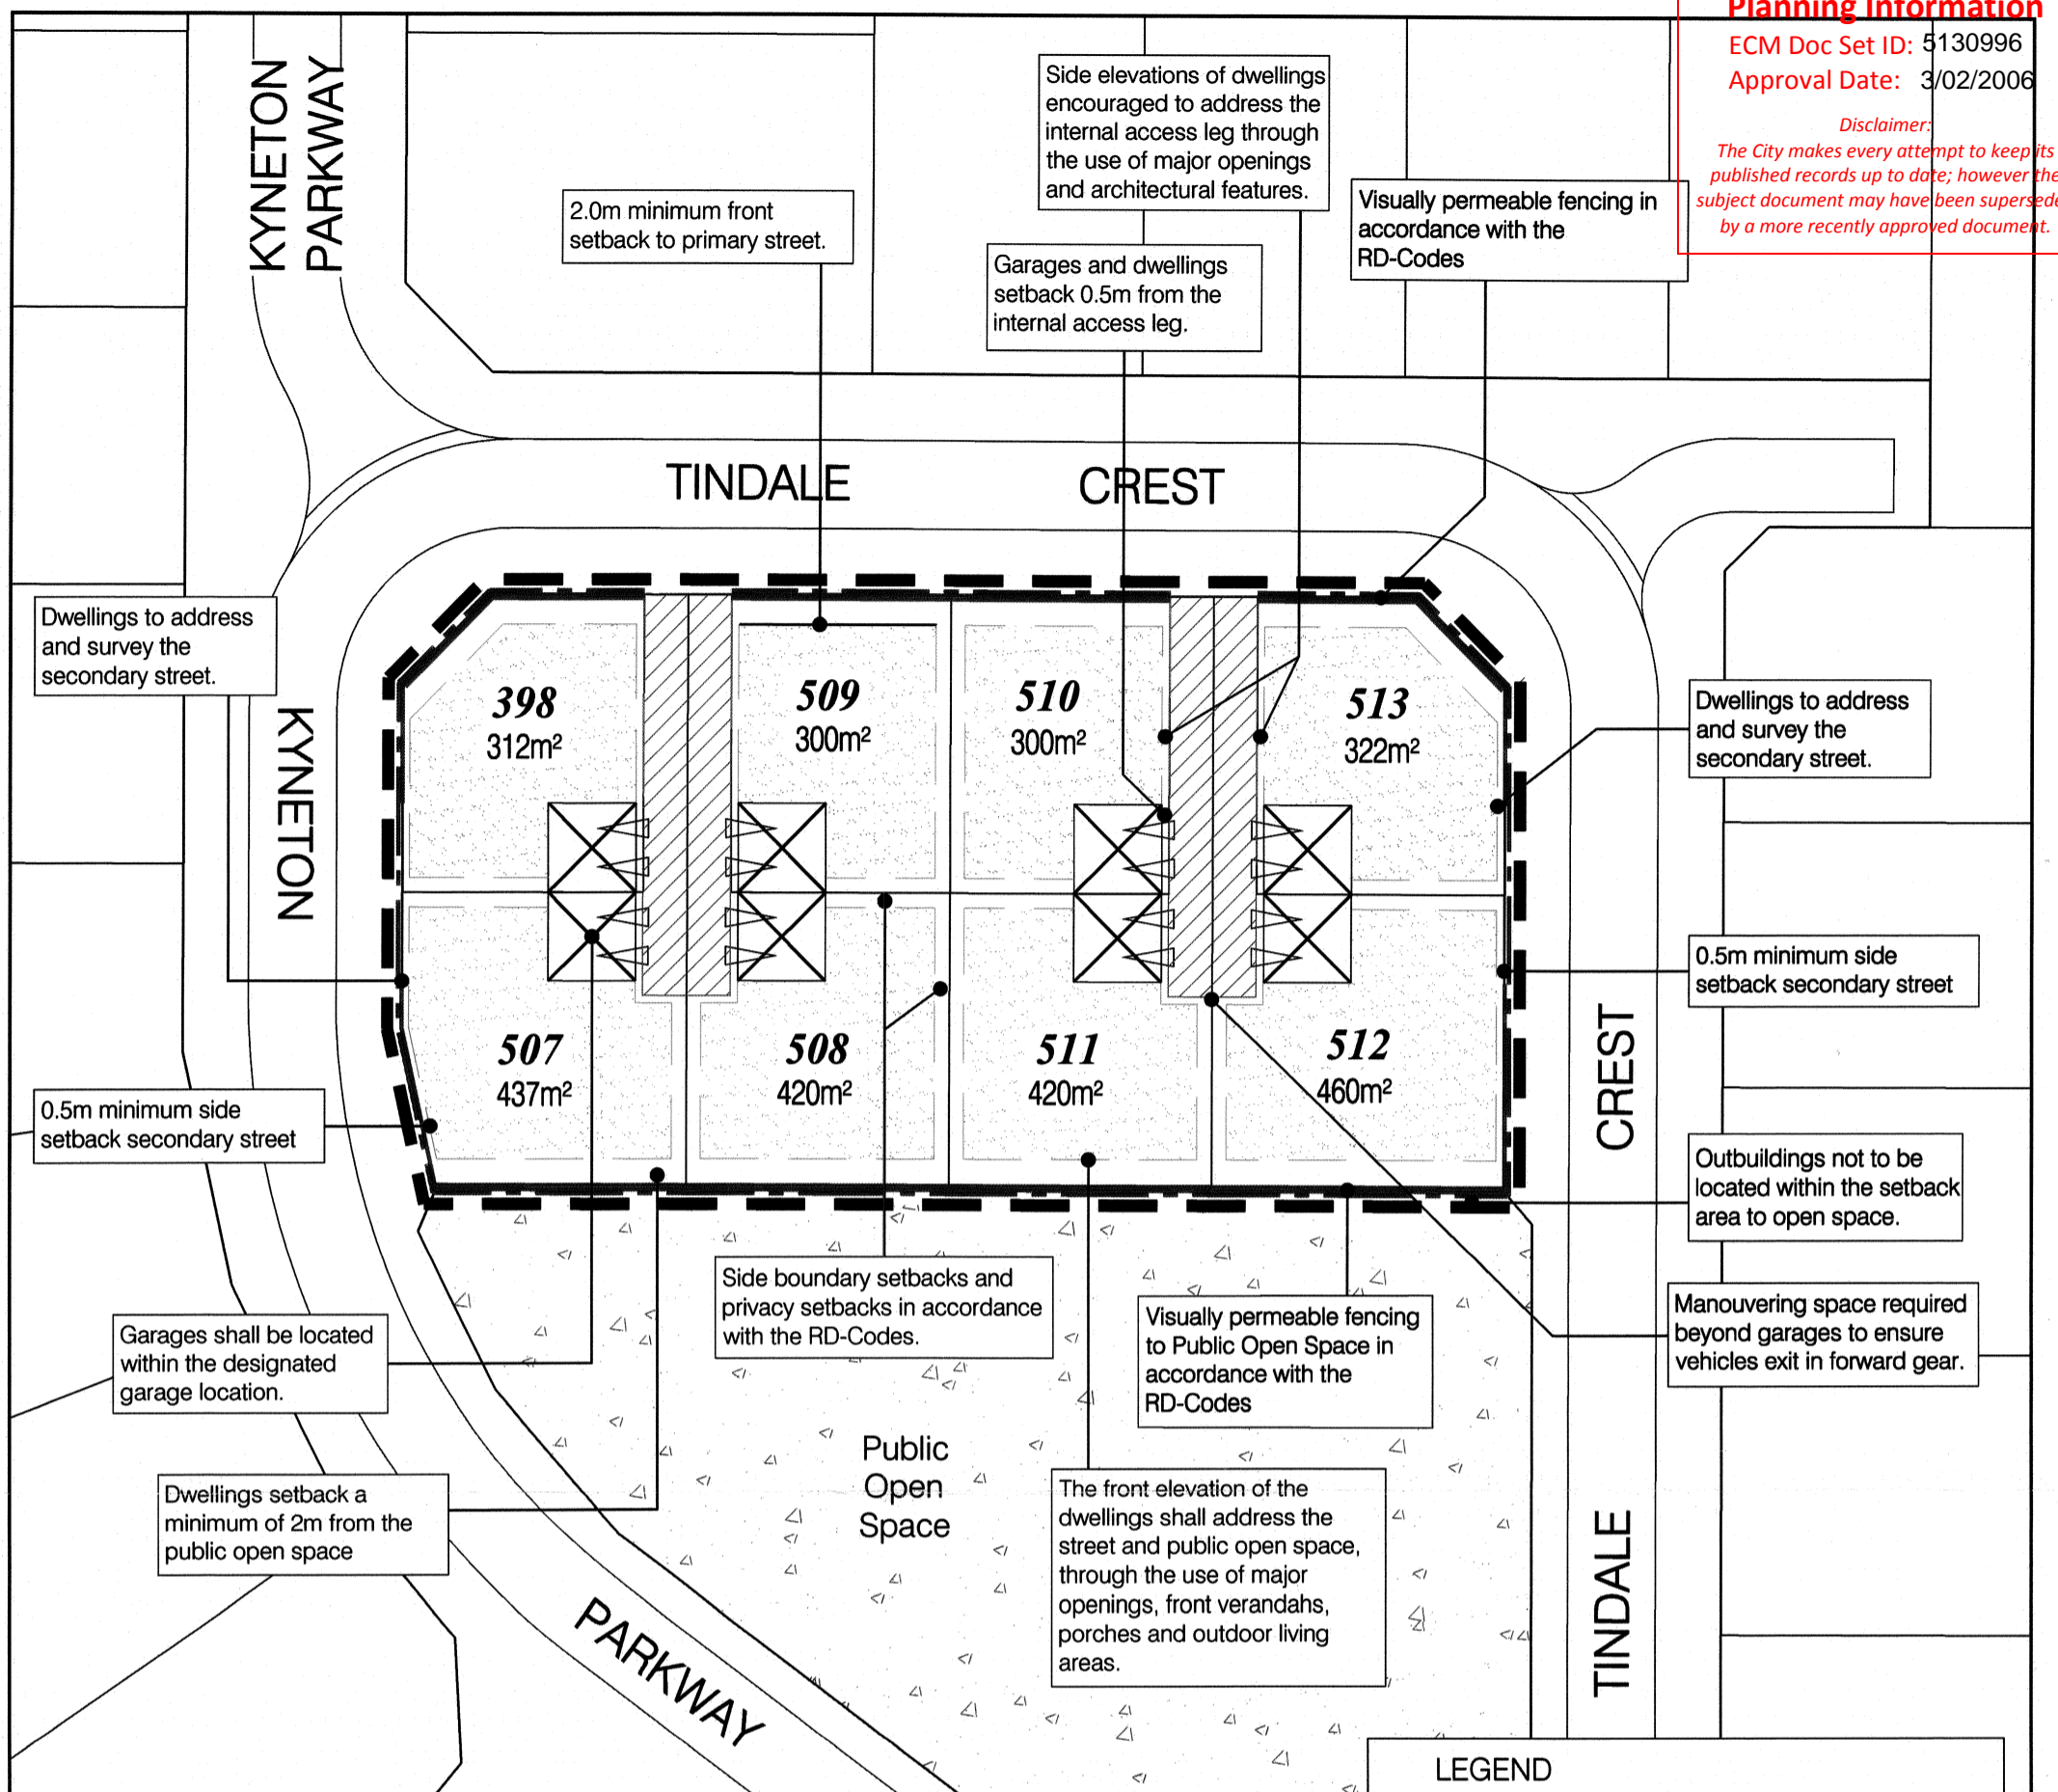 Planning Information
ECM Doc Set ID: 5130996
Approval Date: 3/02/2006
Disclaimer:
The City makes every attempt to keep its
published records up to date; however the
subject document may have been supersede
by a more recently approved document.
KYNETON
PARKWAY
Side elevations of dwellings
encouraged to address the
internal access leg through
the use of major openings
and architectural features.
2.0m minimum front
setback to primary street.
Visually permeable fencing in
accordance with the
RD-Codes
Garages and dwellings
setback 0.5m from the
internal access leg.
TINDALE CREST
Dwellings to address
and survey the
secondary street.
398
312m²
509
300m²
510
300m²
513
322m²
Dwellings to address
and survey the
secondary street.
KYNETON
0.5m minimum side
setback secondary street
507
437m²
508
420m²
511
420m²
512
460m²
CREST
0.5m minimum side
setback secondary street
Outbuildings not to be
located within the setback
area to open space.
Side boundary setbacks and
privacy setbacks in accordance
with the RD-Codes.
Visually permeable fencing
to Public Open Space in
accordance with the
RD-Codes
Manouvering space required
beyond garages to ensure
vehicles exit in forward gear.
Garages shall be located
within the designated
garage location.
Public
Open
Space
Dwellings setback a
minimum of 2m from the
public open space
The front elevation of the
dwellings shall address the
street and public open space,
through the use of major
openings, front verandahs,
porches and outdoor living
areas.
TINDALE
PARKWAY
LEGEND